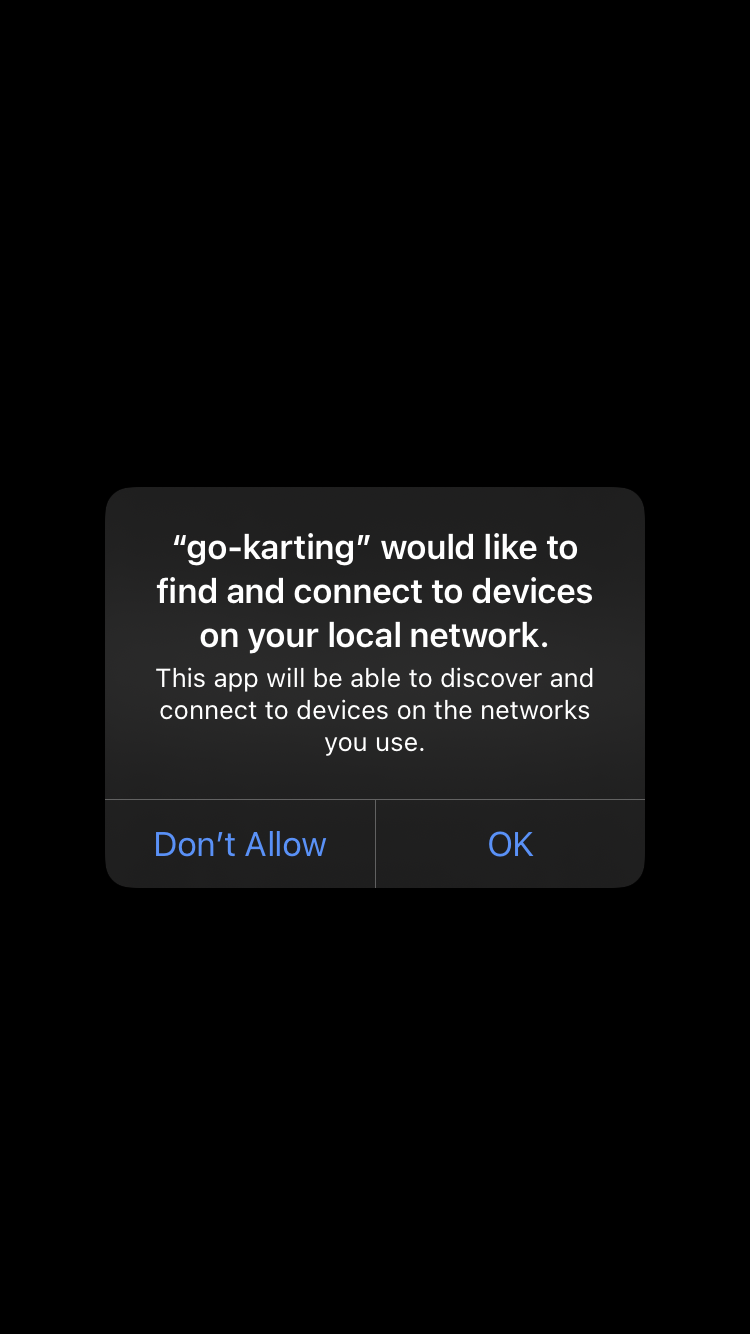 “go-karting” would like to
find and connect to devices
on your local network.
This app will be able to discover and
connect to devices on the networks
you use.
Don’t Allow
OK